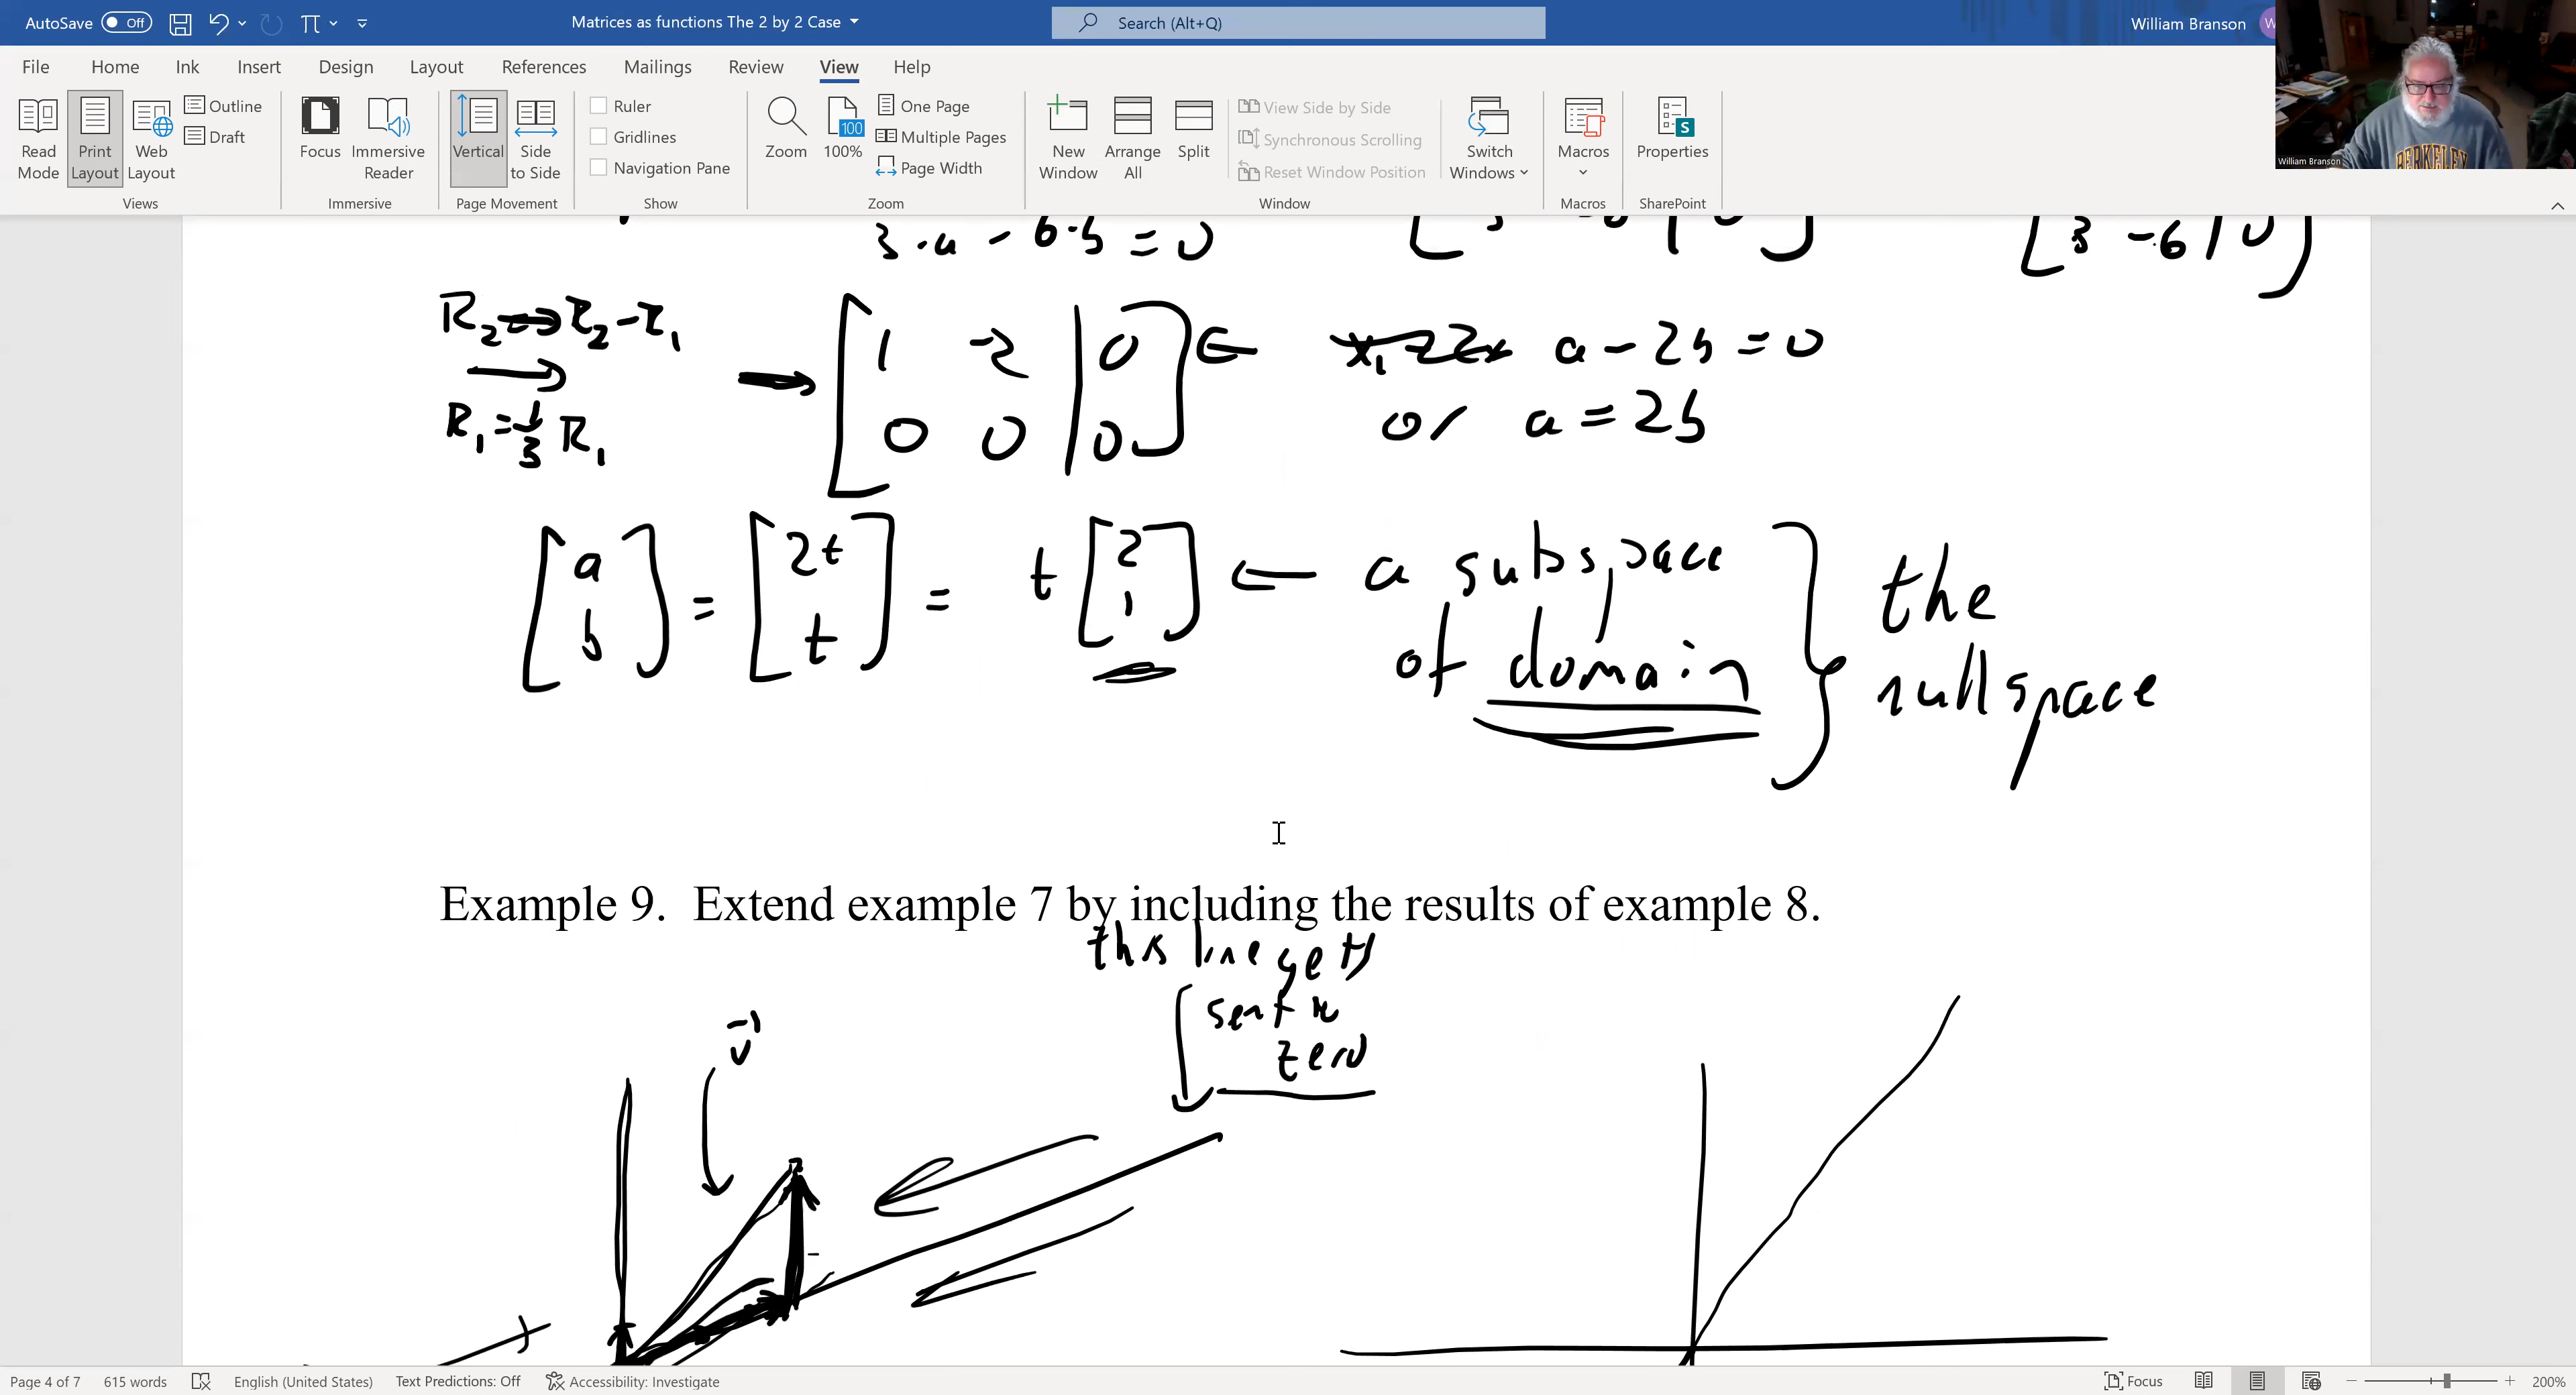 AutoSave Off Matrices as functions The 2 by 2 Case Search (Alt+Q) William Branson W
File Home Ink Insert Design Layout References Mailings Review View Help
Read Mode
Print Layout
Web Layout
Outline
Draft
Views
Focus
Immersive Reader
Immersive
Vertical
Side to Side
Page Movement
Ruler
Gridlines
Navigation Pane
Show
Zoom
100
100%
One Page
Multiple Pages
Page Width
Zoom
New Window
Arrange All
Split
View Side by Side
Synchronous Scrolling
Reset Window Position
Switch Windows
Window
Macros
Macros
S
Properties
SharePoint
William Branson
BERKELEY
3·a - 6·b = 0
[3 -6 | 0]
R₂ → R₂ - R₁
R₁ = 1/3 R₁
→ [1 -2 | 0] ← a - 2b = 0
[0 0 | 0] or a = 2b
[a b] = [2t t] = t [2 1] ← a subspace
of domain } the
nullspace
Example 9. Extend example 7 by including the results of example 8.
this line gets
sent to
zero
v
Page 4 of 7 615 words English (United States) Text Predictions: Off Accessibility: Investigate Focus 200%